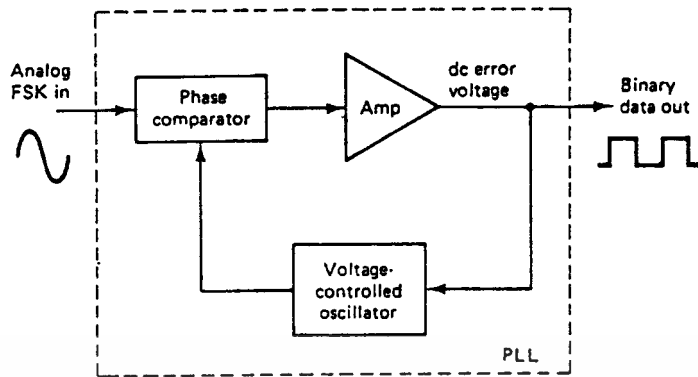 Analog
FSK in
Phase
comparator
Amp
dc error
voltage
Binary
data out
Voltage-
controlled
oscillator
PLL